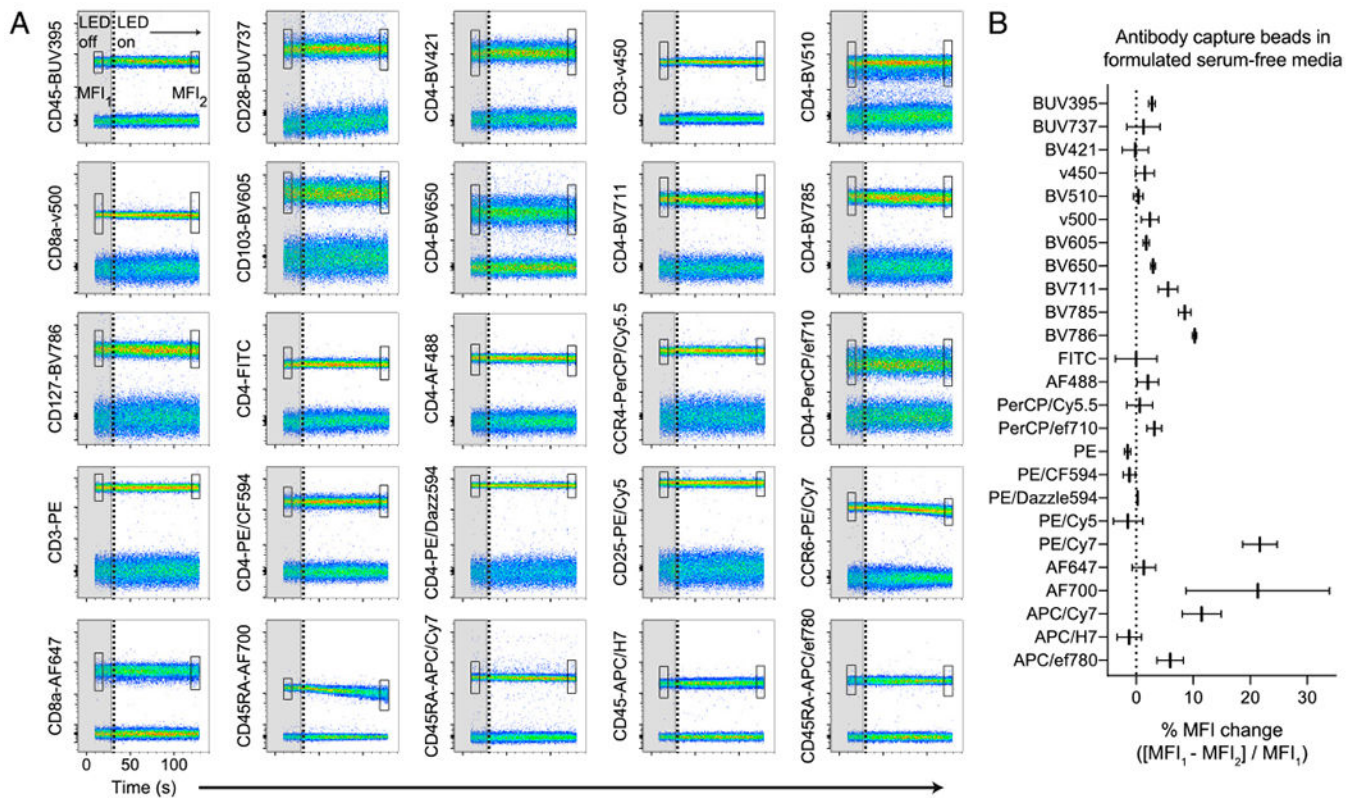 A
LED LED
off on
MFI₁ MFI₂
CD45-BUV395
CD28-BUV737
CD4-BV421
CD3-v450
CD4-BV510
CD8a-v500
CD103-BV605
CD4-BV650
CD4-BV711
CD4-BV785
CD127-BV786
CD4-FITC
CD4-AF488
CCR4-PerCP/Cy5.5
CD4-PerCP/ef710
CD3-PE
CD4-PE/CF594
CD4-PE/Dazz594
CD25-PE/Cy5
CCR6-PE/Cy7
CD8a-AF647
CD45RA-AF700
CD45RA-APC/Cy7
CD45-APC/H7
CD45RA-APC/ef780
0 50 100
Time (s)
B
Antibody capture beads in
formulated serum-free media
BUV395
BUV737
BV421
v450
BV510
v500
BV605
BV650
BV711
BV785
BV786
FITC
AF488
PerCP/Cy5.5
PerCP/ef710
PE
PE/CF594
PE/Dazzle594
PE/Cy5
PE/Cy7
AF647
AF700
APC/Cy7
APC/H7
APC/ef780
0 10 20 30
% MFI change
([MFI₁ - MFI₂] / MFI₁)